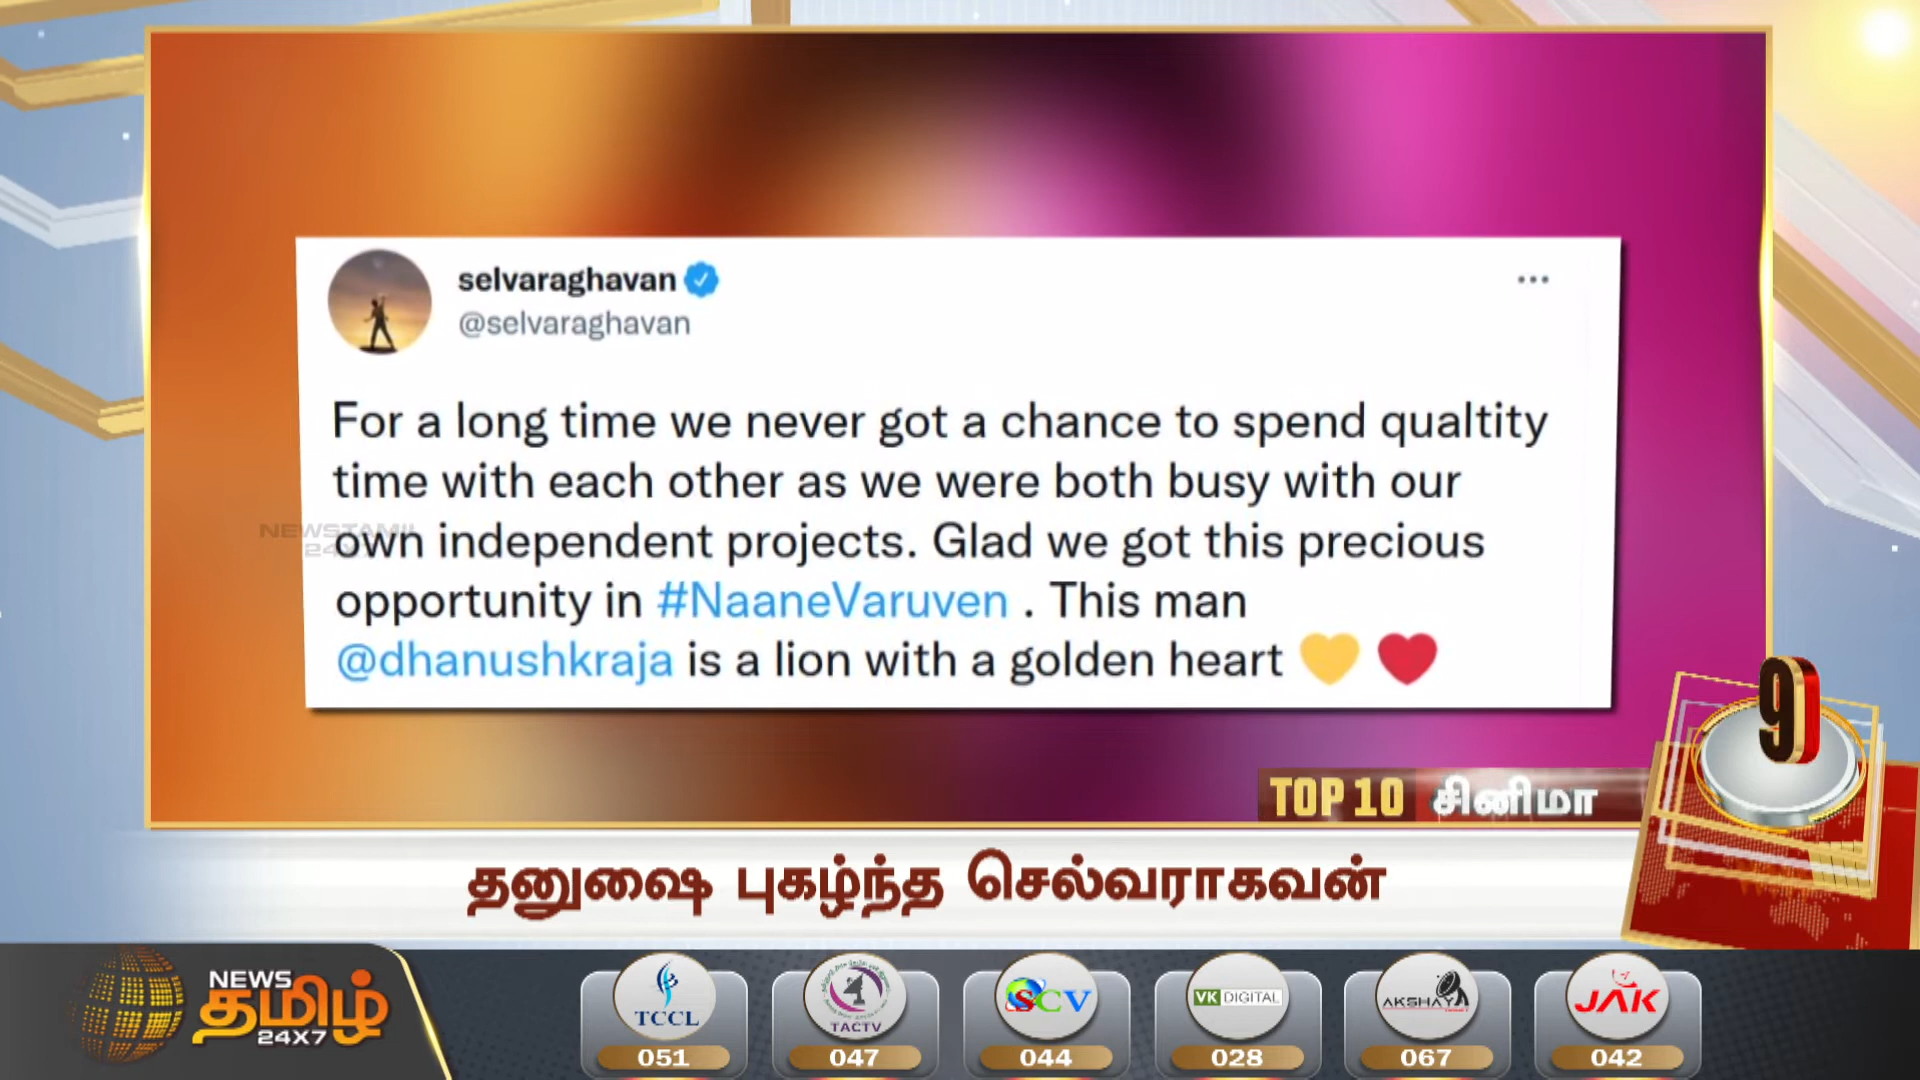 selvaraghavan
@selvaraghavan
For a long time we never got a chance to spend qualtity
time with each other as we were both busy with our
own independent projects. Glad we got this precious
opportunity in #NaaneVaruven . This man
@dhanushkraja is a lion with a golden heart 💛 ❤️
NEWSTAMIL
24X7
9
TOP 10 சினிமா
தனுஷை புகழ்ந்த செல்வராகவன்
NEWS
தமிழ்
24X7
TCCL
051
TACTV
047
SCV
044
VK DIGITAL
028
AKSHAYA
067
JAK
042